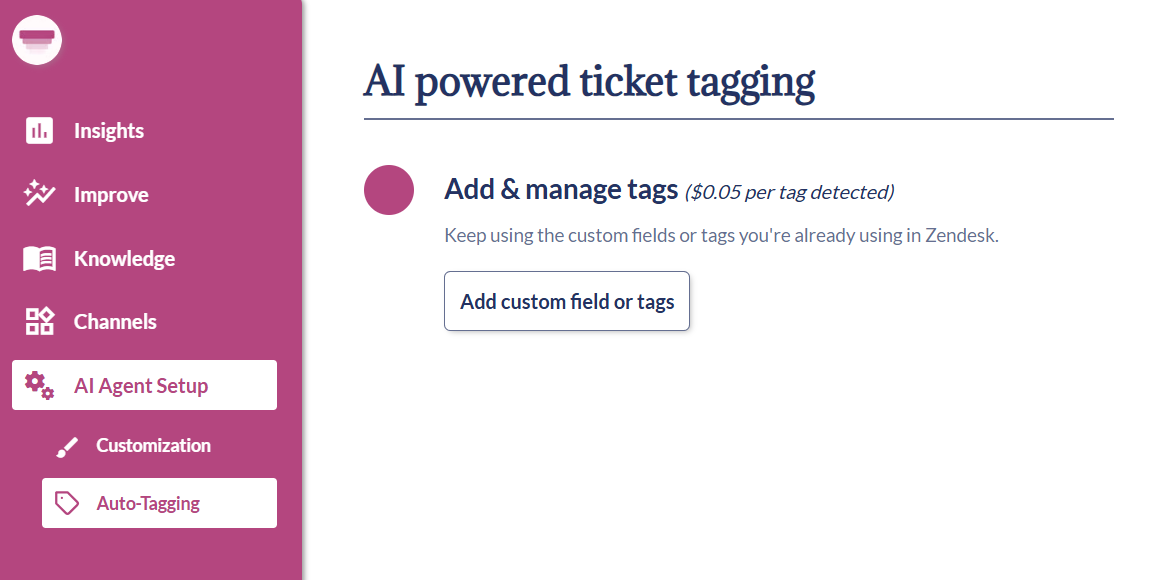 Insights
Improve
Knowledge
Channels
AI Agent Setup
Customization
Auto-Tagging
AI powered ticket tagging
Add & manage tags ($0.05 per tag detected)
Keep using the custom fields or tags you're already using in Zendesk.
Add custom field or tags